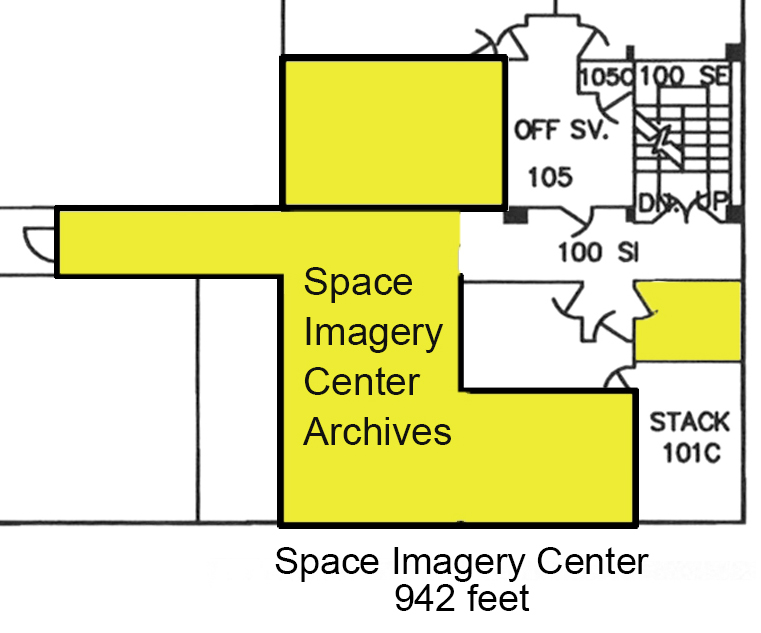 105C 100 SE
OFF SV.
105
DN. UP
100 SI
Space
Imagery
Center
Archives
STACK
101C
Space Imagery Center
942 feet